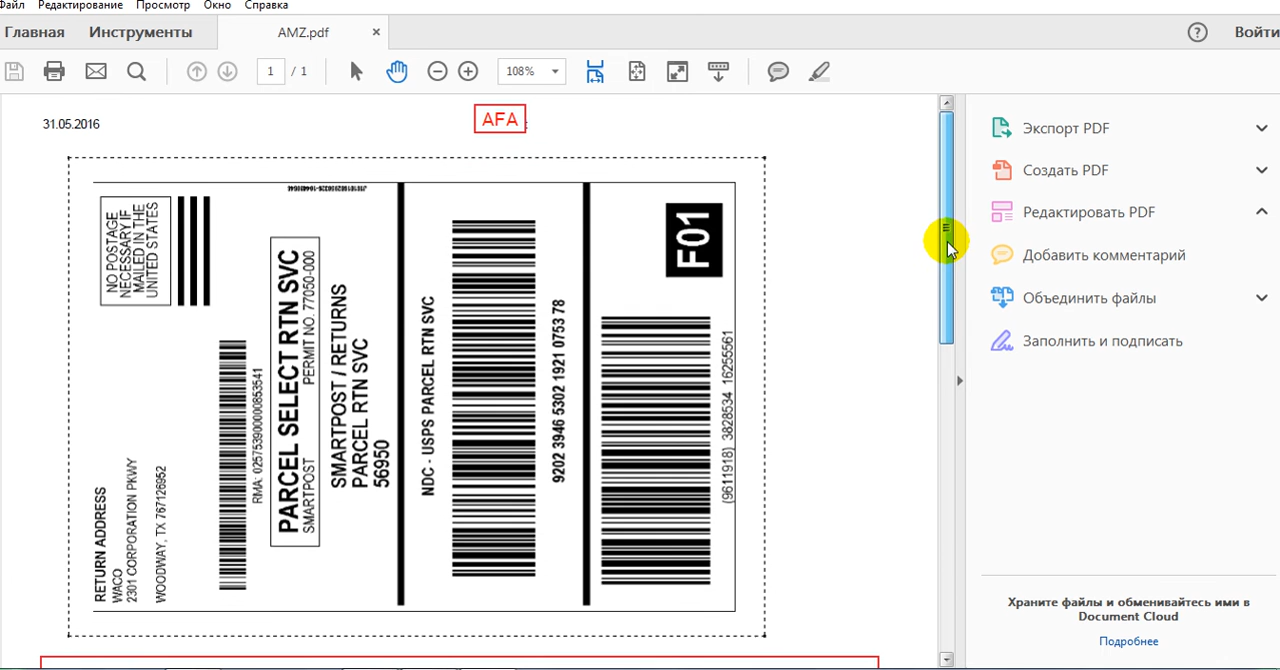 Файл Редактирование Просмотр Окно Справка
Главная Инструменты AMZ.pdf × ? Войти
1 / 1 108%
31.05.2016
AFA
NO POSTAGE
NECESSARY IF
MAILED IN THE
UNITED STATES
RETURN ADDRESS
WACO
2301 CORPORATION PKWY
WOODWAY, TX 767126952
RMA: 0257539000000853541
PARCEL SELECT RTN SVC
SMARTPOST PERMIT NO. 77050-000
SMARTPOST / RETURNS
PARCEL RTN SVC
56950
NDC - USPS PARCEL RTN SVC
9202 3946 5302 1921 0753 78
F01
(9611918) 3828534 16255561
Экспорт PDF
Создать PDF
Редактировать PDF
Добавить комментарий
Объединить файлы
Заполнить и подписать
Храните файлы и обменивайтесь ими в
Document Cloud
Подробнее